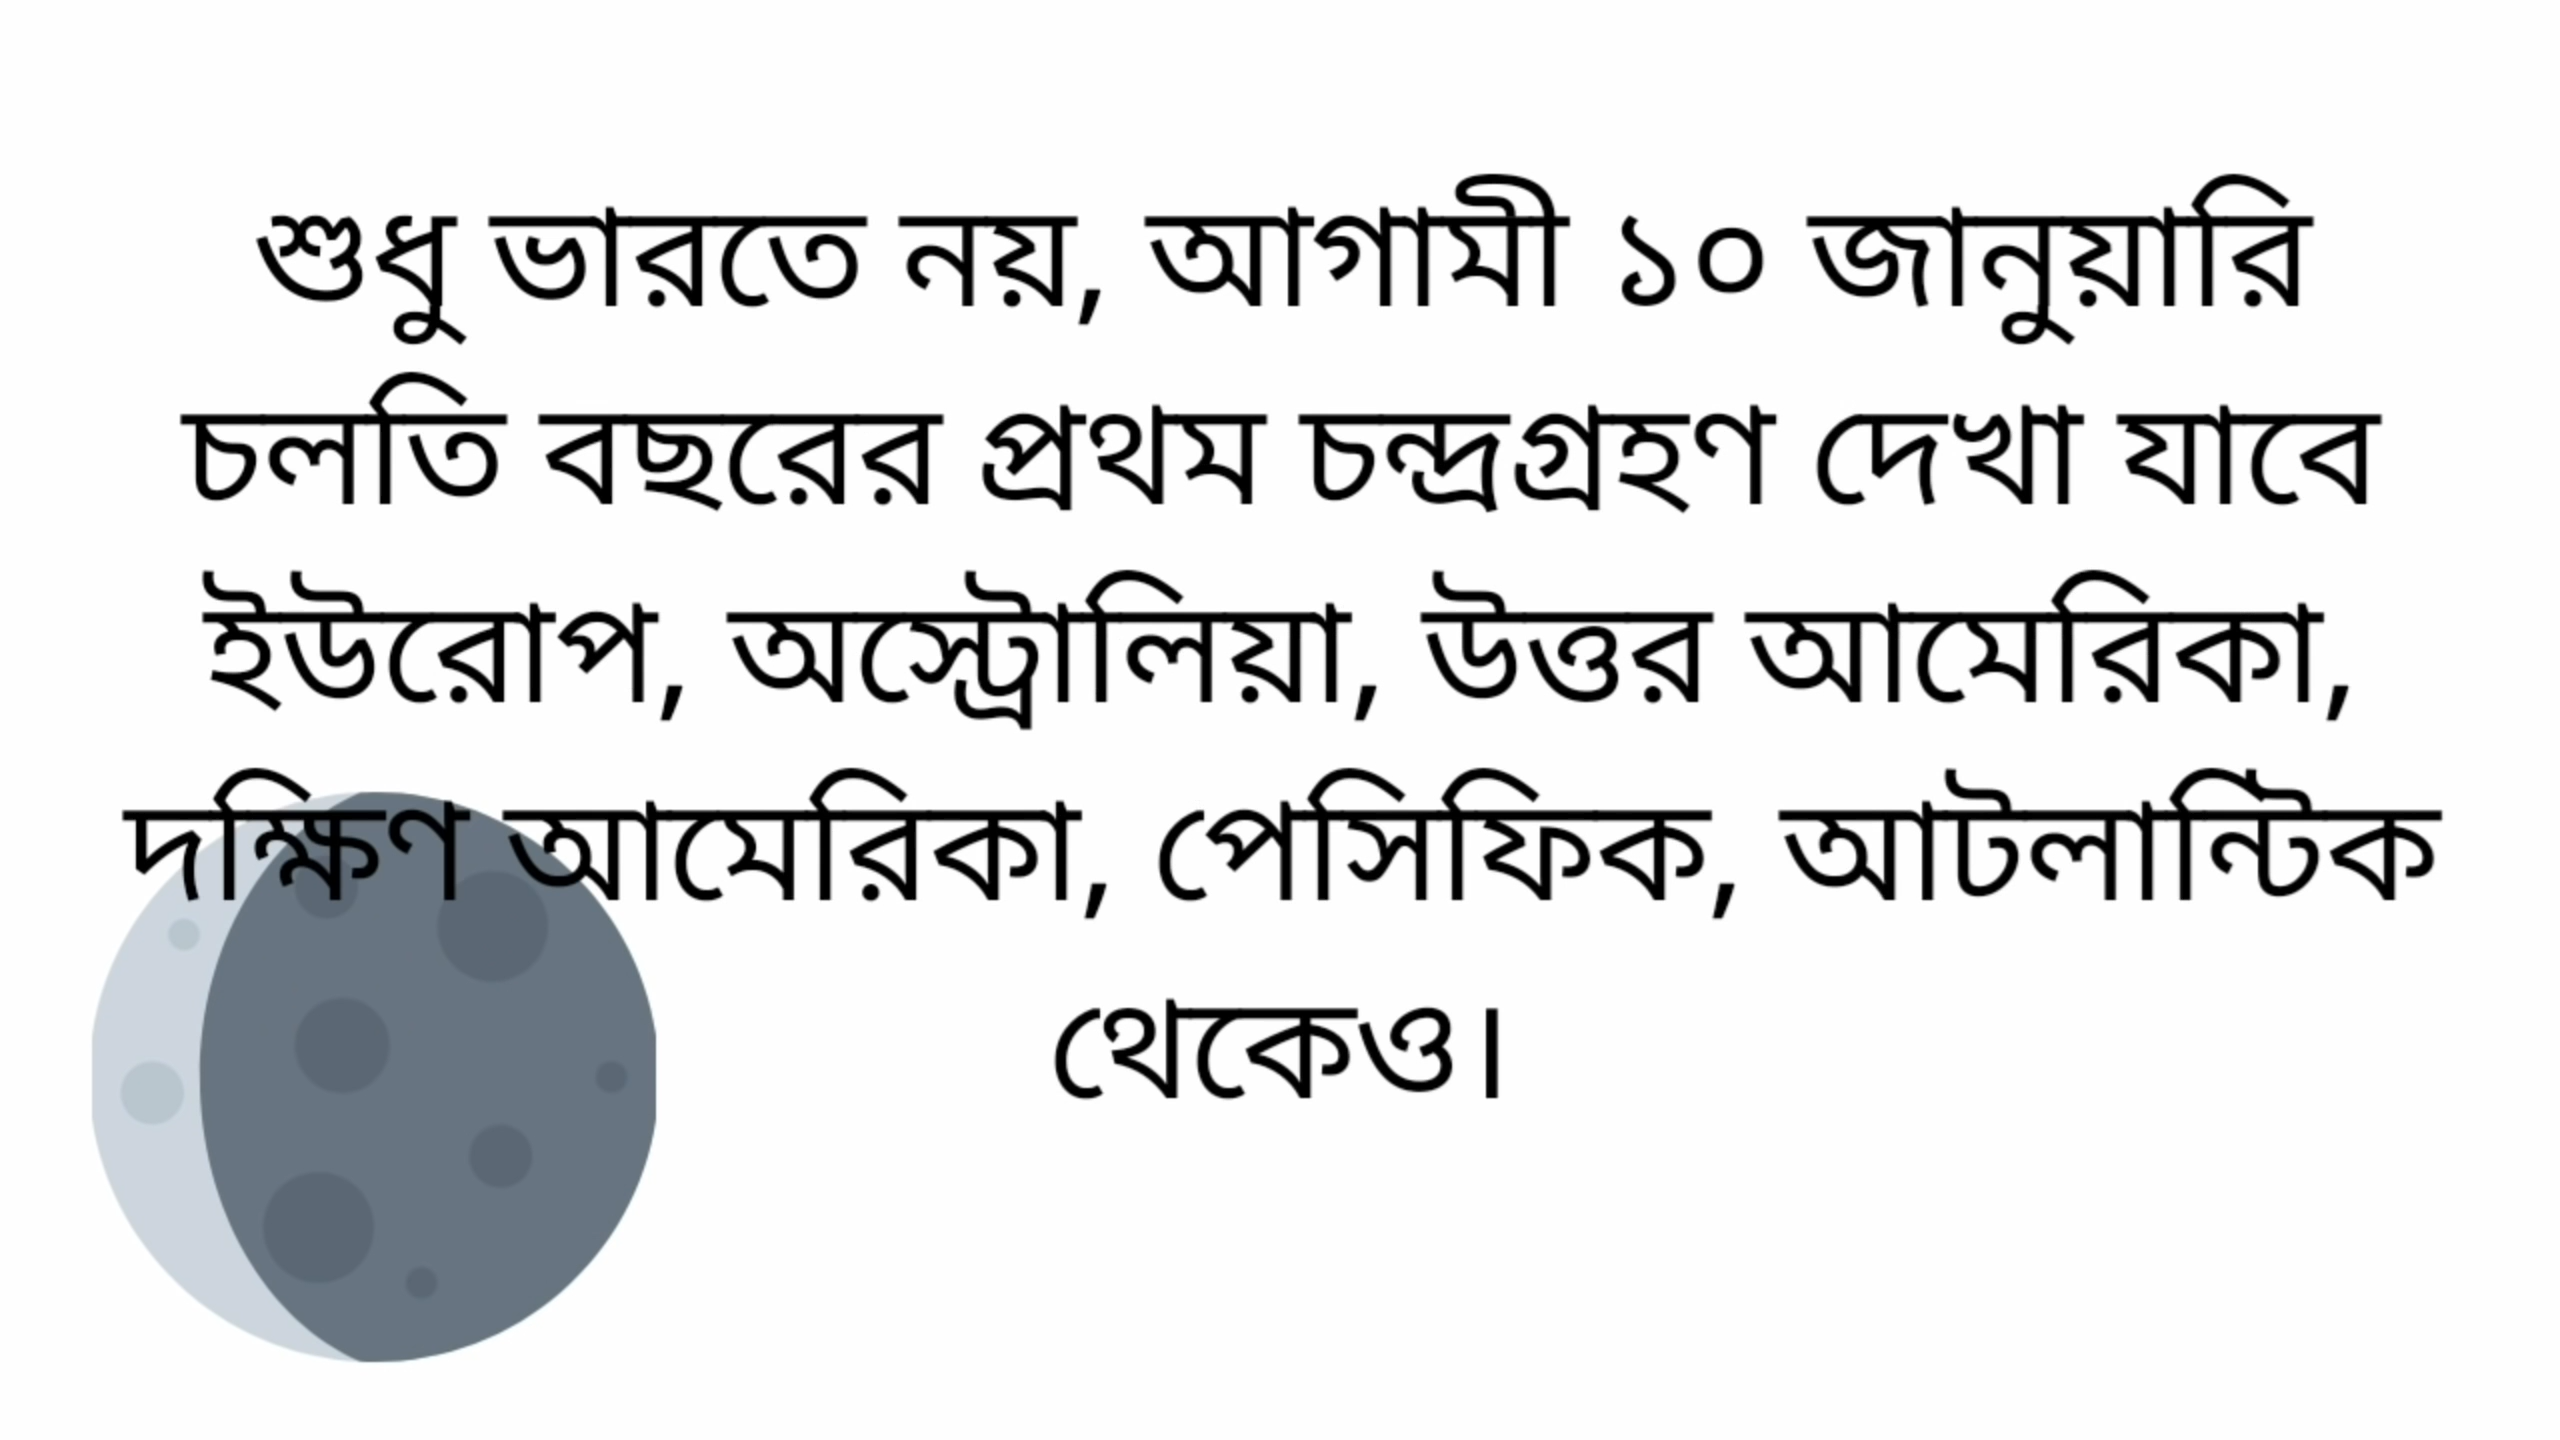 শুধু ভারতে নয়, আগামী ১০ জানুয়ারি
চলতি বছরের প্রথম চন্দ্রগ্রহণ দেখা যাবে
ইউরোপ, অস্ট্রোলিয়া, উত্তর আমেরিকা,
দক্ষিণ আমেরিকা, পেসিফিক, আটলান্টিক
থেকেও।